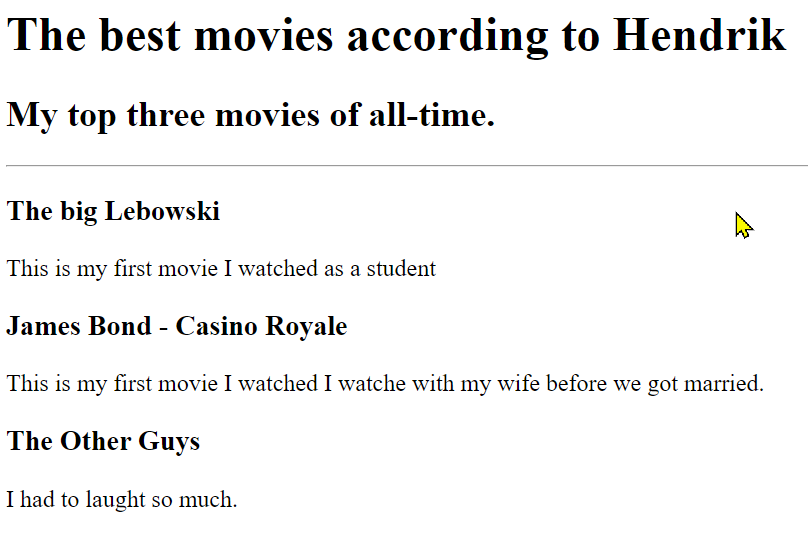 The best movies according to Hendrik
My top three movies of all-time.
The big Lebowski
This is my first movie I watched as a student
James Bond - Casino Royale
This is my first movie I watched I watche with my wife before we got married.
The Other Guys
I had to laught so much.